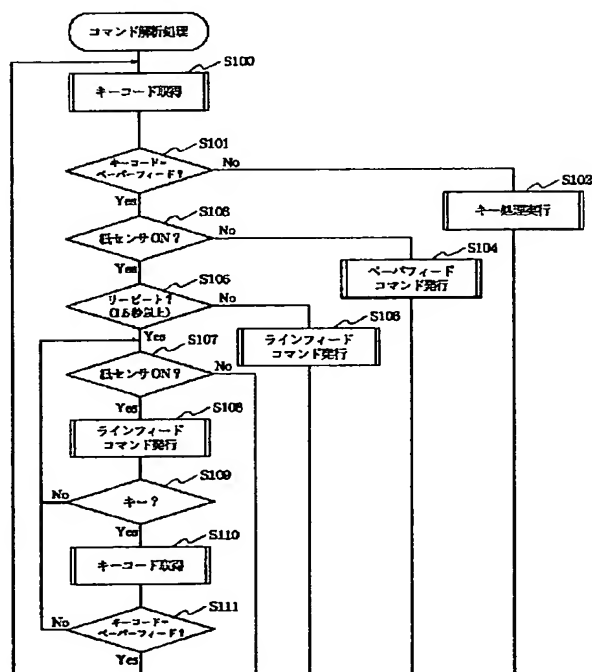 コマンド解析処理
S100
キーコード取得
S101
キーコード=
ペーパーフィード?
No
Yes
S102
キー処理実行
S103
紙センサON?
No
Yes
S104
ペーパフィード
コマンド発行
S105
リーピート?
(1.5秒以上)
No
Yes
S106
ラインフィード
コマンド発行
S107
紙センサON?
No
Yes
S108
ラインフィード
コマンド発行
S109
キー?
No
Yes
S110
キーコード取得
S111
キーコード=
ペーパーフィード?
No
Yes